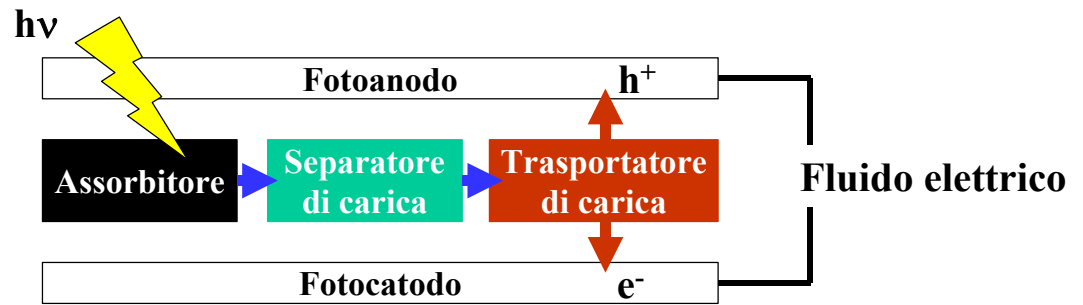 hν
Fotoanodo h⁺
Assorbitore
Separatore
di carica
Trasportatore
di carica
Fluido elettrico
Fotocatodo e⁻